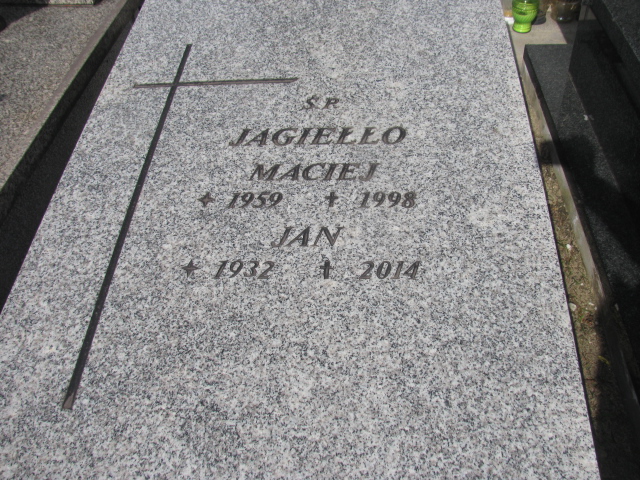 Ś.P.
JAGIEŁŁO
MACIEJ
1959 1998
JAN
1932 2014